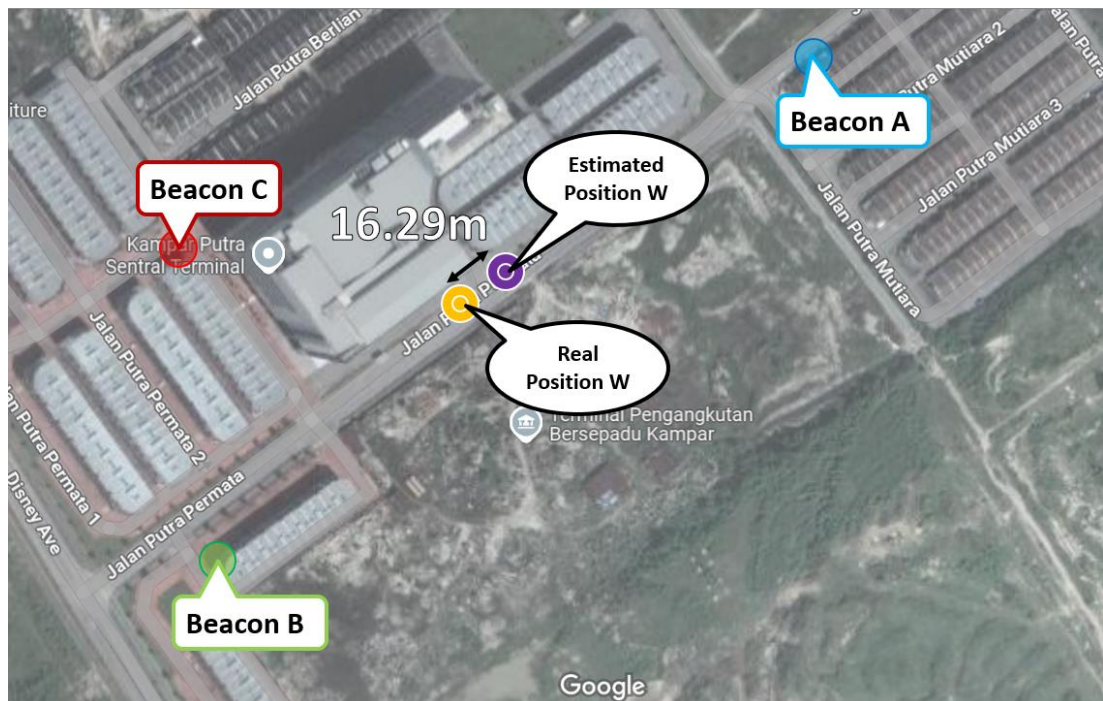 Jalan Putra Berlian
Jalan Putra Mutiara 2
Jalan Putra Mutiara 3
Jalan Putra Mutiara
Jalan Putra
iture
Beacon A
Beacon C
Estimated
Position W
16.29m
Kampar Putra
Sentral Terminal
Jalan P
Real
Position W
Terminal Pengangkutan
Bersepadu Kampar
Jalan Putra Permata 2
Jalan Putra Permata 1
Disney Ave
Jalan Putra Permata
Beacon B
Google